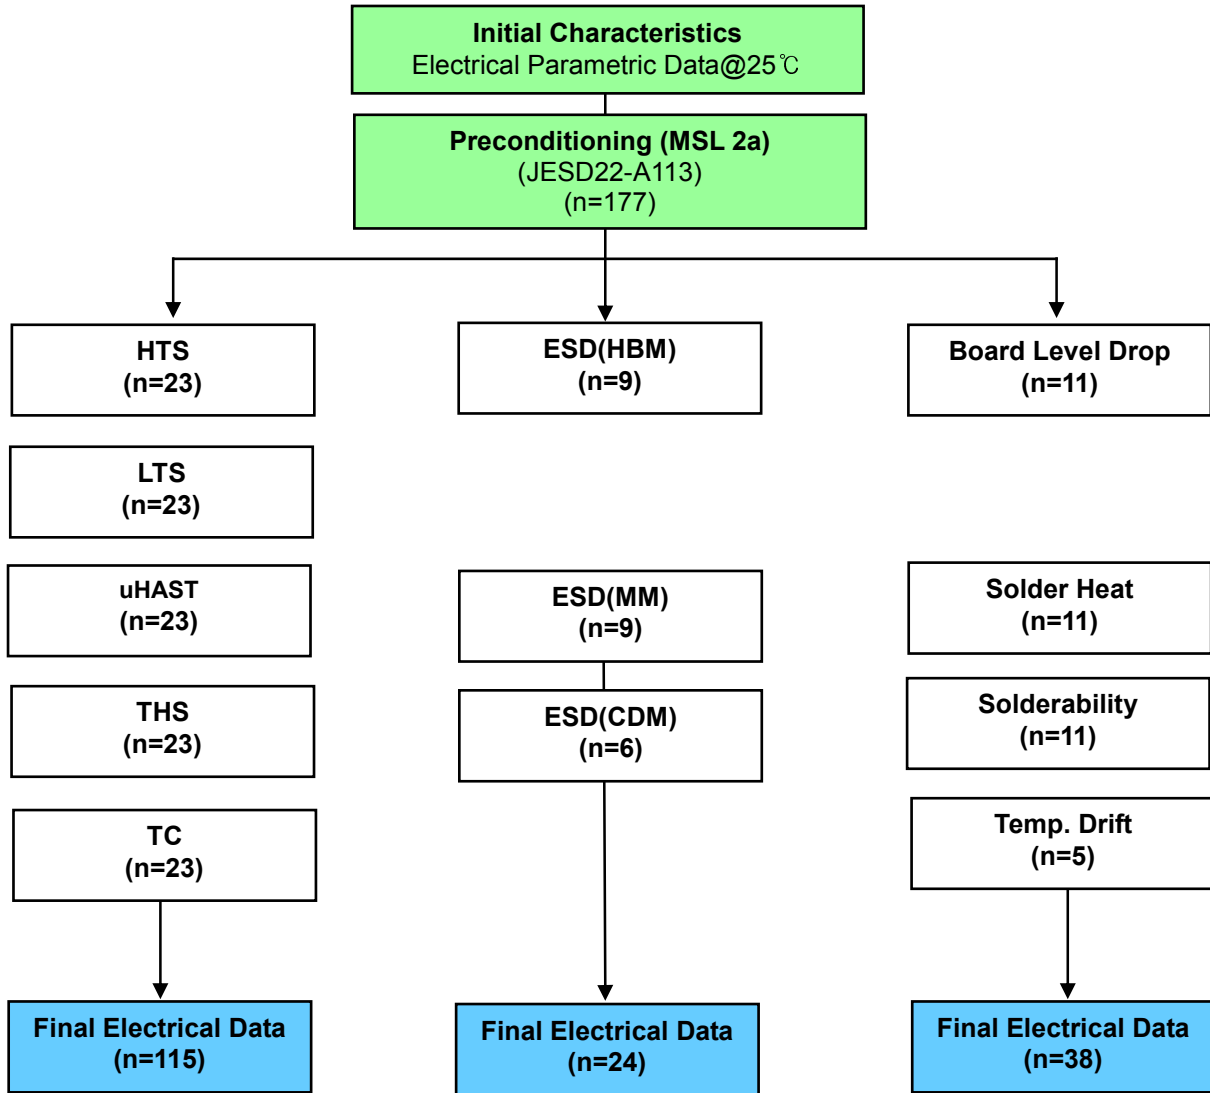 Initial Characteristics
Electrical Parametric Data@25℃
Preconditioning (MSL 2a)
(JESD22-A113)
(n=177)
HTS
(n=23)
LTS
(n=23)
uHAST
(n=23)
THS
(n=23)
TC
(n=23)
Final Electrical Data
(n=115)
ESD(HBM)
(n=9)
ESD(MM)
(n=9)
ESD(CDM)
(n=6)
Final Electrical Data
(n=24)
Board Level Drop
(n=11)
Solder Heat
(n=11)
Solderability
(n=11)
Temp. Drift
(n=5)
Final Electrical Data
(n=38)